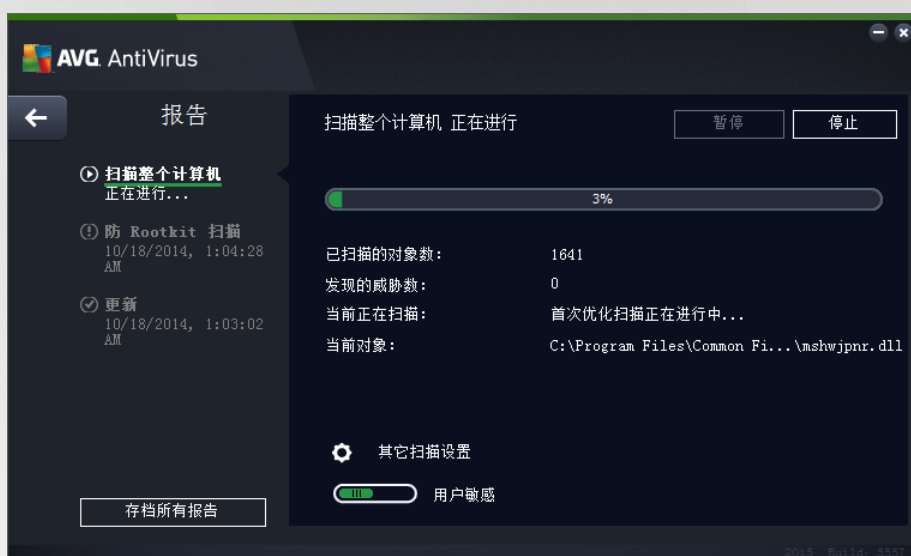 AVG AntiVirus
报告
扫描整个计算机
正在进行...
防 Rootkit 扫描
10/18/2014, 1:04:28
AM
更新
10/18/2014, 1:03:02
AM
存档所有报告
扫描整个计算机 正在进行
暂停
停止
3%
已扫描的对象数： 1641
发现的威胁数： 0
当前正在扫描： 首次优化扫描正在进行中...
当前对象： C:\Program Files\Common Fi...\mshwjpnr.dll
其它扫描设置
用户敏感
2015 Build: 5557